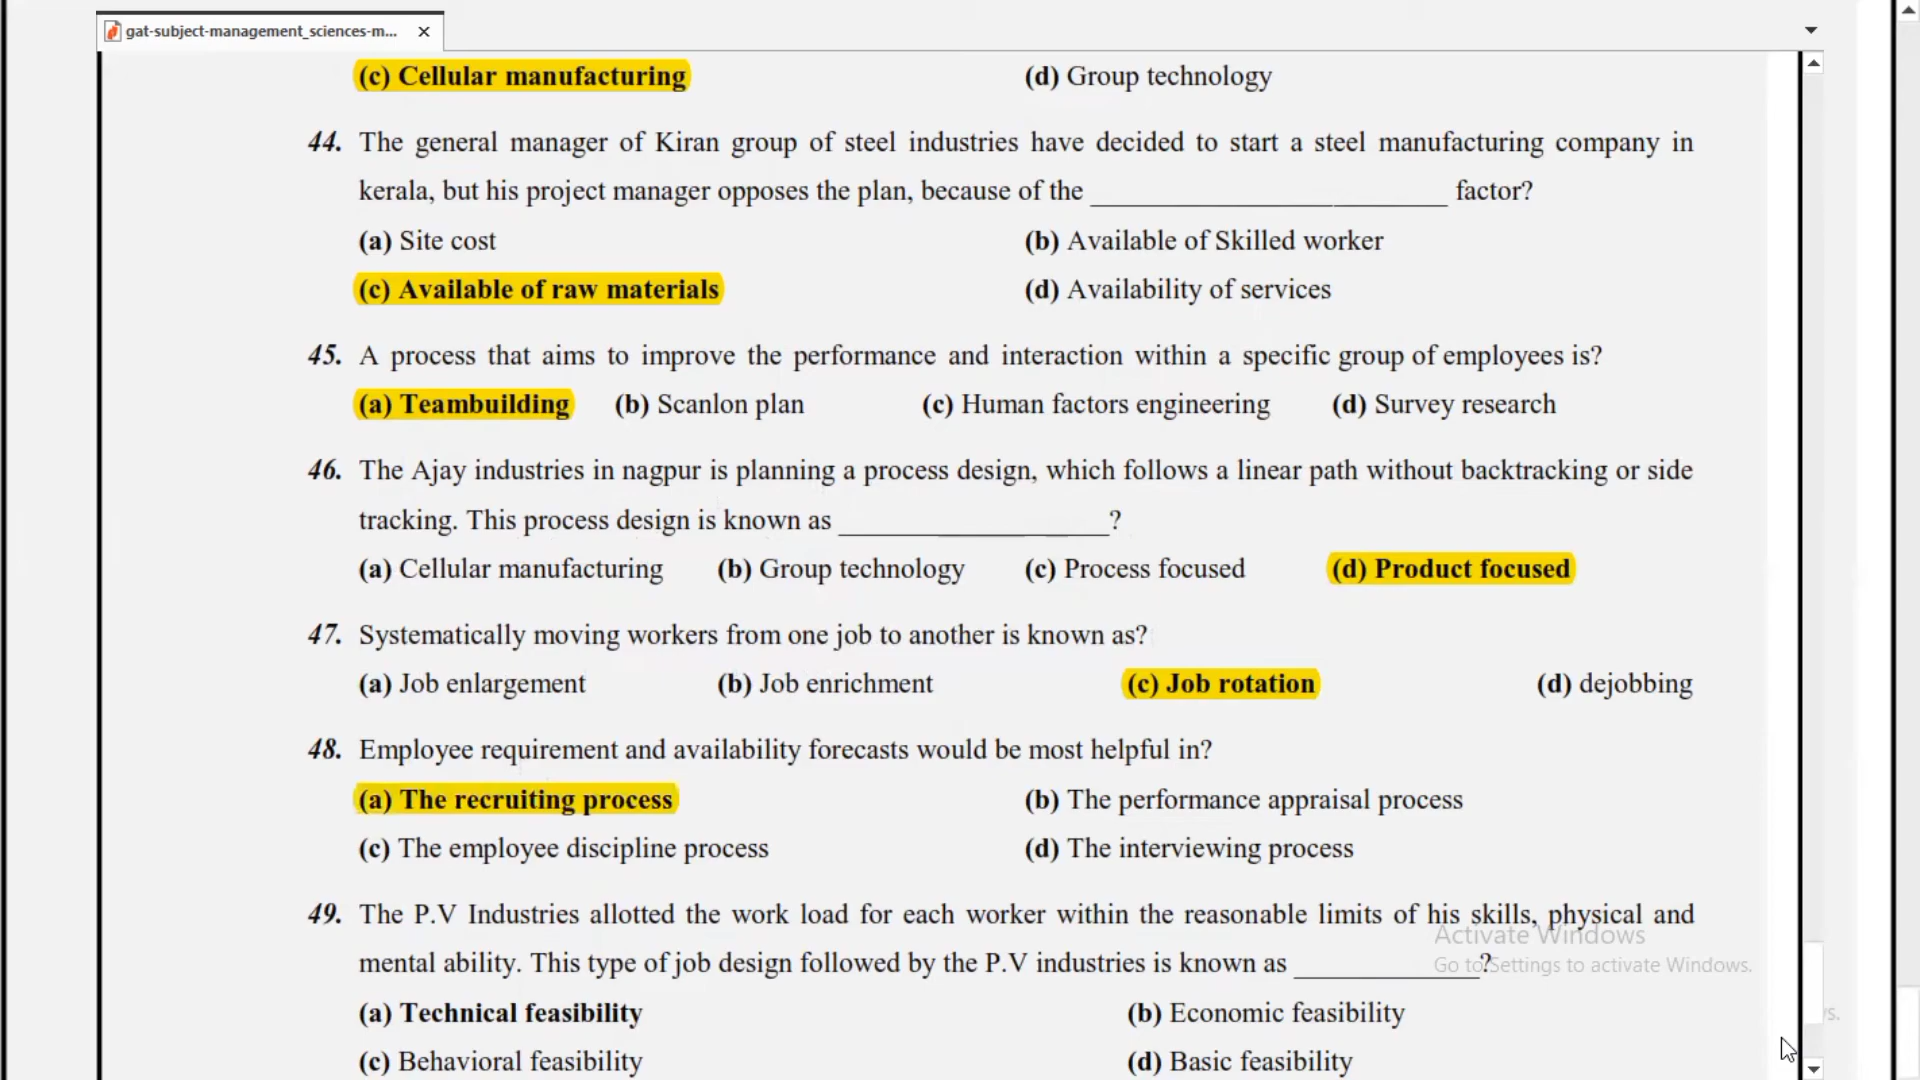 gat-subject-management_sciences-m...
(c) Cellular manufacturing (d) Group technology
44. The general manager of Kiran group of steel industries have decided to start a steel manufacturing company in
kerala, but his project manager opposes the plan, because of the __________________________ factor?
(a) Site cost (b) Available of Skilled worker
(c) Available of raw materials (d) Availability of services
45. A process that aims to improve the performance and interaction within a specific group of employees is?
(a) Teambuilding (b) Scanlon plan (c) Human factors engineering (d) Survey research
46. The Ajay industries in nagpur is planning a process design, which follows a linear path without backtracking or side
tracking. This process design is known as ____________________?
(a) Cellular manufacturing (b) Group technology (c) Process focused (d) Product focused
47. Systematically moving workers from one job to another is known as?
(a) Job enlargement (b) Job enrichment (c) Job rotation (d) dejobbing
48. Employee requirement and availability forecasts would be most helpful in?
(a) The recruiting process (b) The performance appraisal process
(c) The employee discipline process (d) The interviewing process
49. The P.V Industries allotted the work load for each worker within the reasonable limits of his skills, physical and
mental ability. This type of job design followed by the P.V industries is known as ______________?
Activate Windows
Go to Settings to activate Windows.
(a) Technical feasibility (b) Economic feasibility
(c) Behavioral feasibility (d) Basic feasibility